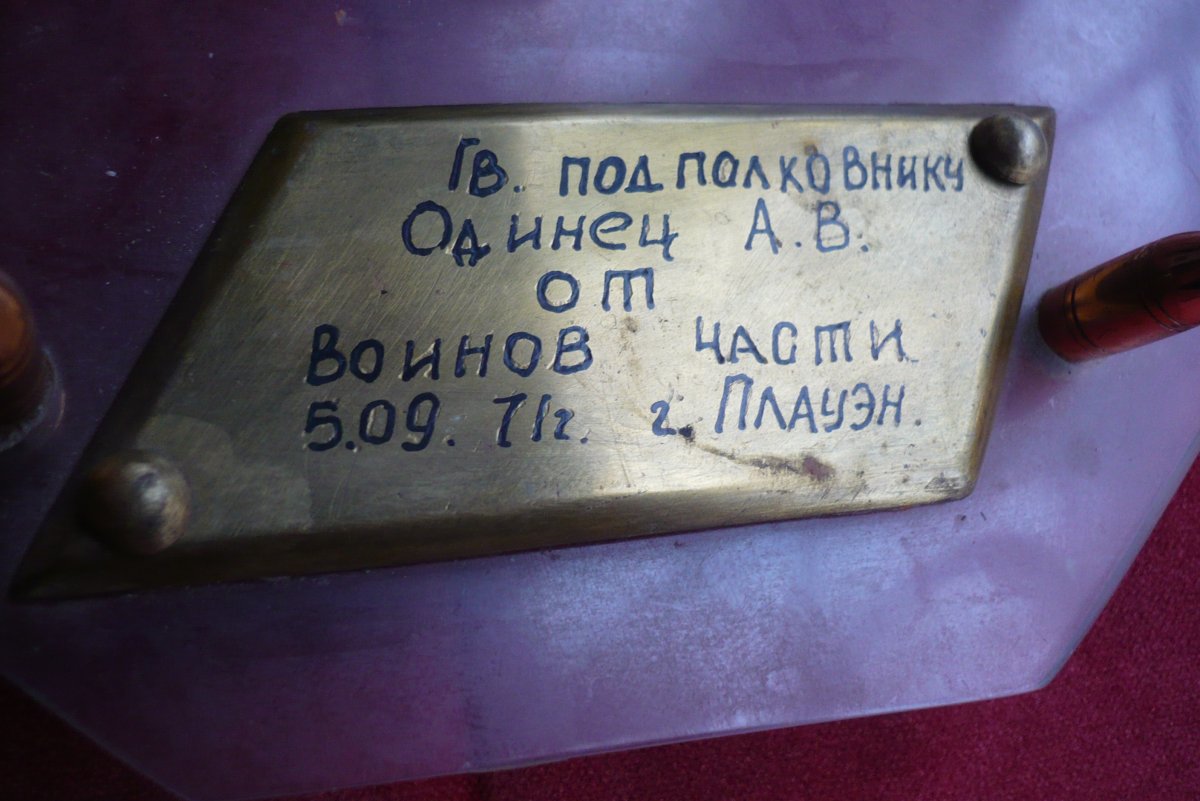 Гв. подполковнику
Одинец А.В.
от
Воинов части
5.09.71г. г. Плауэн.